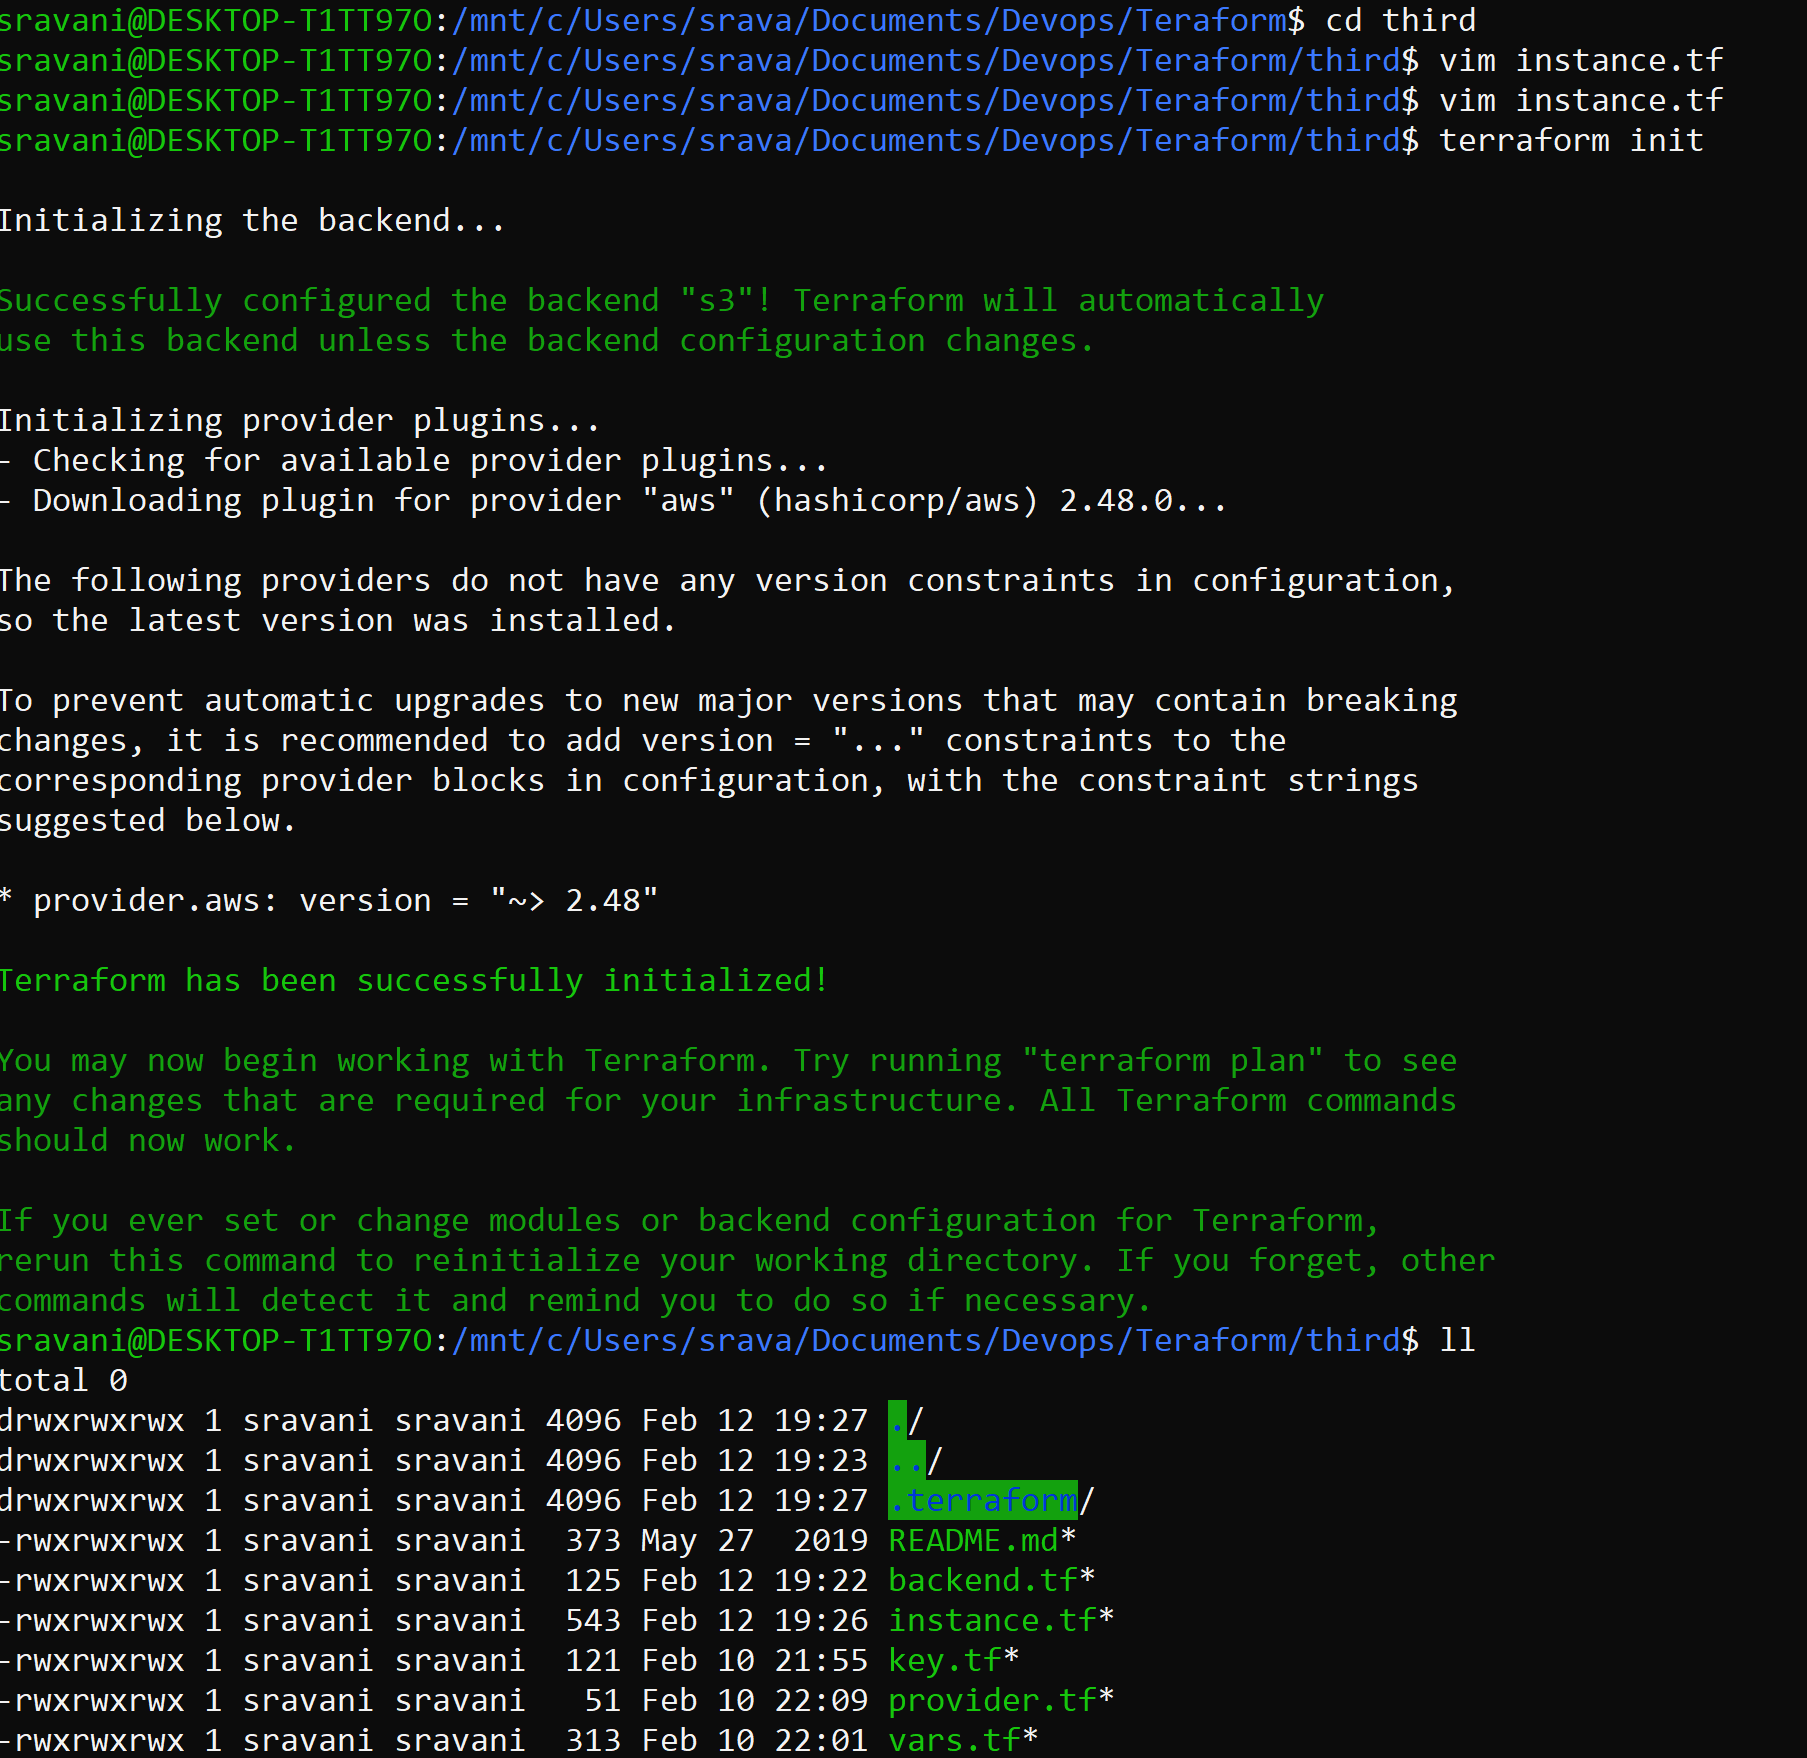 sravani@DESKTOP-T1TT97O:/mnt/c/Users/srava/Documents/Devops/Teraform$ cd third
sravani@DESKTOP-T1TT97O:/mnt/c/Users/srava/Documents/Devops/Teraform/third$ vim instance.tf
sravani@DESKTOP-T1TT97O:/mnt/c/Users/srava/Documents/Devops/Teraform/third$ vim instance.tf
sravani@DESKTOP-T1TT97O:/mnt/c/Users/srava/Documents/Devops/Teraform/third$ terraform init
Initializing the backend...
Successfully configured the backend "s3"! Terraform will automatically
use this backend unless the backend configuration changes.
Initializing provider plugins...
- Checking for available provider plugins...
- Downloading plugin for provider "aws" (hashicorp/aws) 2.48.0...
The following providers do not have any version constraints in configuration,
so the latest version was installed.
To prevent automatic upgrades to new major versions that may contain breaking
changes, it is recommended to add version = "..." constraints to the
corresponding provider blocks in configuration, with the constraint strings
suggested below.
* provider.aws: version = "~> 2.48"
Terraform has been successfully initialized!
You may now begin working with Terraform. Try running "terraform plan" to see
any changes that are required for your infrastructure. All Terraform commands
should now work.
If you ever set or change modules or backend configuration for Terraform,
rerun this command to reinitialize your working directory. If you forget, other
commands will detect it and remind you to do so if necessary.
sravani@DESKTOP-T1TT97O:/mnt/c/Users/srava/Documents/Devops/Teraform/third$ ll
total 0
drwxrwxrwx 1 sravani sravani 4096 Feb 12 19:27 ./
drwxrwxrwx 1 sravani sravani 4096 Feb 12 19:23 ../
drwxrwxrwx 1 sravani sravani 4096 Feb 12 19:27 .terraform/
-rwxrwxrwx 1 sravani sravani  373 May 27  2019 README.md*
-rwxrwxrwx 1 sravani sravani  125 Feb 12 19:22 backend.tf*
-rwxrwxrwx 1 sravani sravani  543 Feb 12 19:26 instance.tf*
-rwxrwxrwx 1 sravani sravani  121 Feb 10 21:55 key.tf*
-rwxrwxrwx 1 sravani sravani   51 Feb 10 22:09 provider.tf*
-rwxrwxrwx 1 sravani sravani  313 Feb 10 22:01 vars.tf*